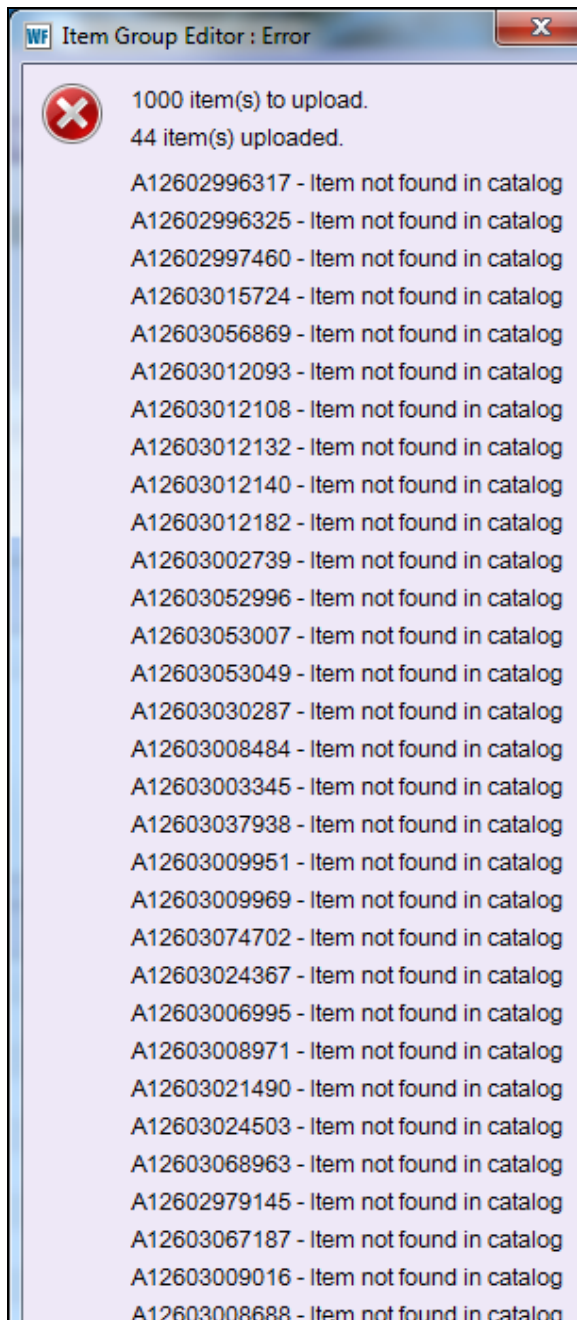 WF Item Group Editor : Error
X
1000 item(s) to upload.
44 item(s) uploaded.
A12602996317 - Item not found in catalog
A12602996325 - Item not found in catalog
A12602997460 - Item not found in catalog
A12603015724 - Item not found in catalog
A12603056869 - Item not found in catalog
A12603012093 - Item not found in catalog
A12603012108 - Item not found in catalog
A12603012132 - Item not found in catalog
A12603012140 - Item not found in catalog
A12603012182 - Item not found in catalog
A12603002739 - Item not found in catalog
A12603052996 - Item not found in catalog
A12603053007 - Item not found in catalog
A12603053049 - Item not found in catalog
A12603030287 - Item not found in catalog
A12603008484 - Item not found in catalog
A12603003345 - Item not found in catalog
A12603037938 - Item not found in catalog
A12603009951 - Item not found in catalog
A12603009969 - Item not found in catalog
A12603074702 - Item not found in catalog
A12603024367 - Item not found in catalog
A12603006995 - Item not found in catalog
A12603008971 - Item not found in catalog
A12603021490 - Item not found in catalog
A12603024503 - Item not found in catalog
A12603068963 - Item not found in catalog
A12602979145 - Item not found in catalog
A12603067187 - Item not found in catalog
A12603009016 - Item not found in catalog
A12603008688 - Item not found in catalog